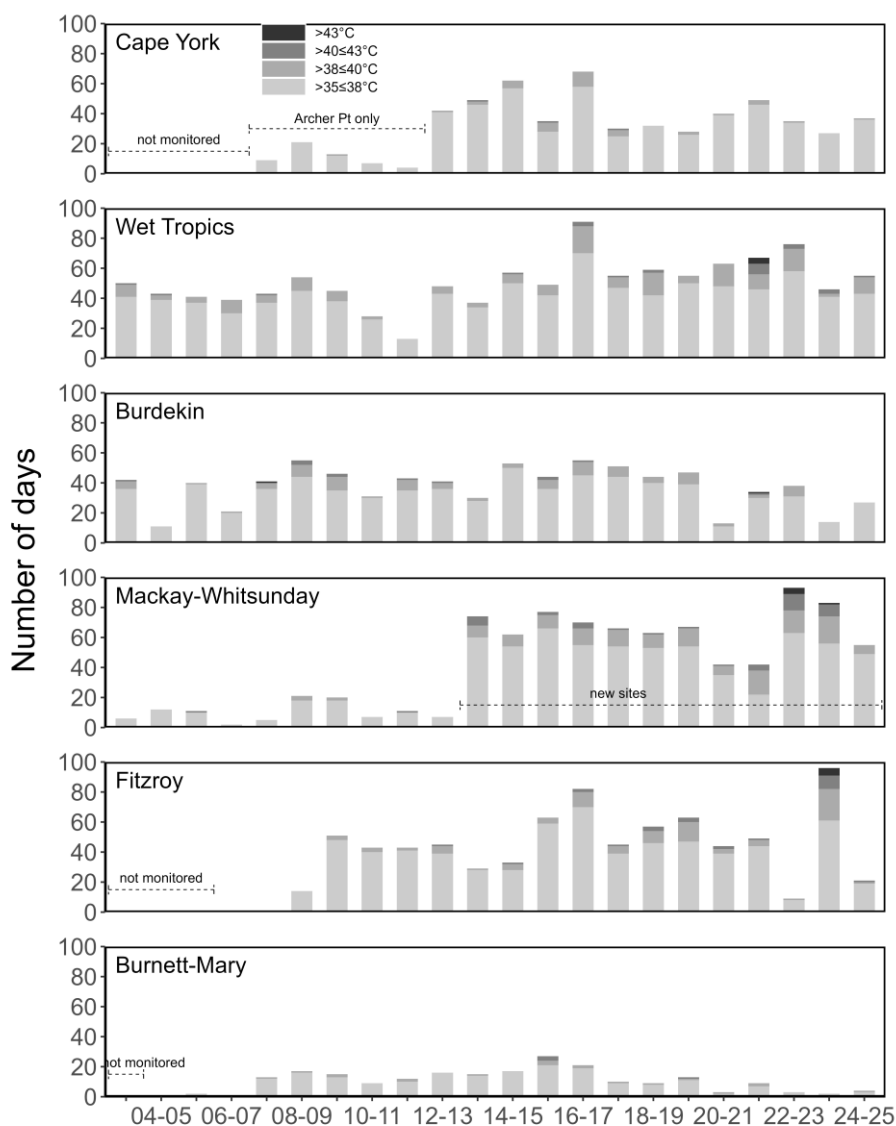 Number of days
100
80
60
40
20
0
Cape York
>43°C
>40≤43°C
>38≤40°C
>35≤38°C
not monitored
Archer Pt only
100
80
60
40
20
0
Wet Tropics
100
80
60
40
20
0
Burdekin
100
80
60
40
20
0
Mackay-Whitsunday
new sites
100
80
60
40
20
0
Fitzroy
not monitored
100
80
60
40
20
0
Burnett-Mary
not monitored
04-05 06-07 08-09 10-11 12-13 14-15 16-17 18-19 20-21 22-23 24-25